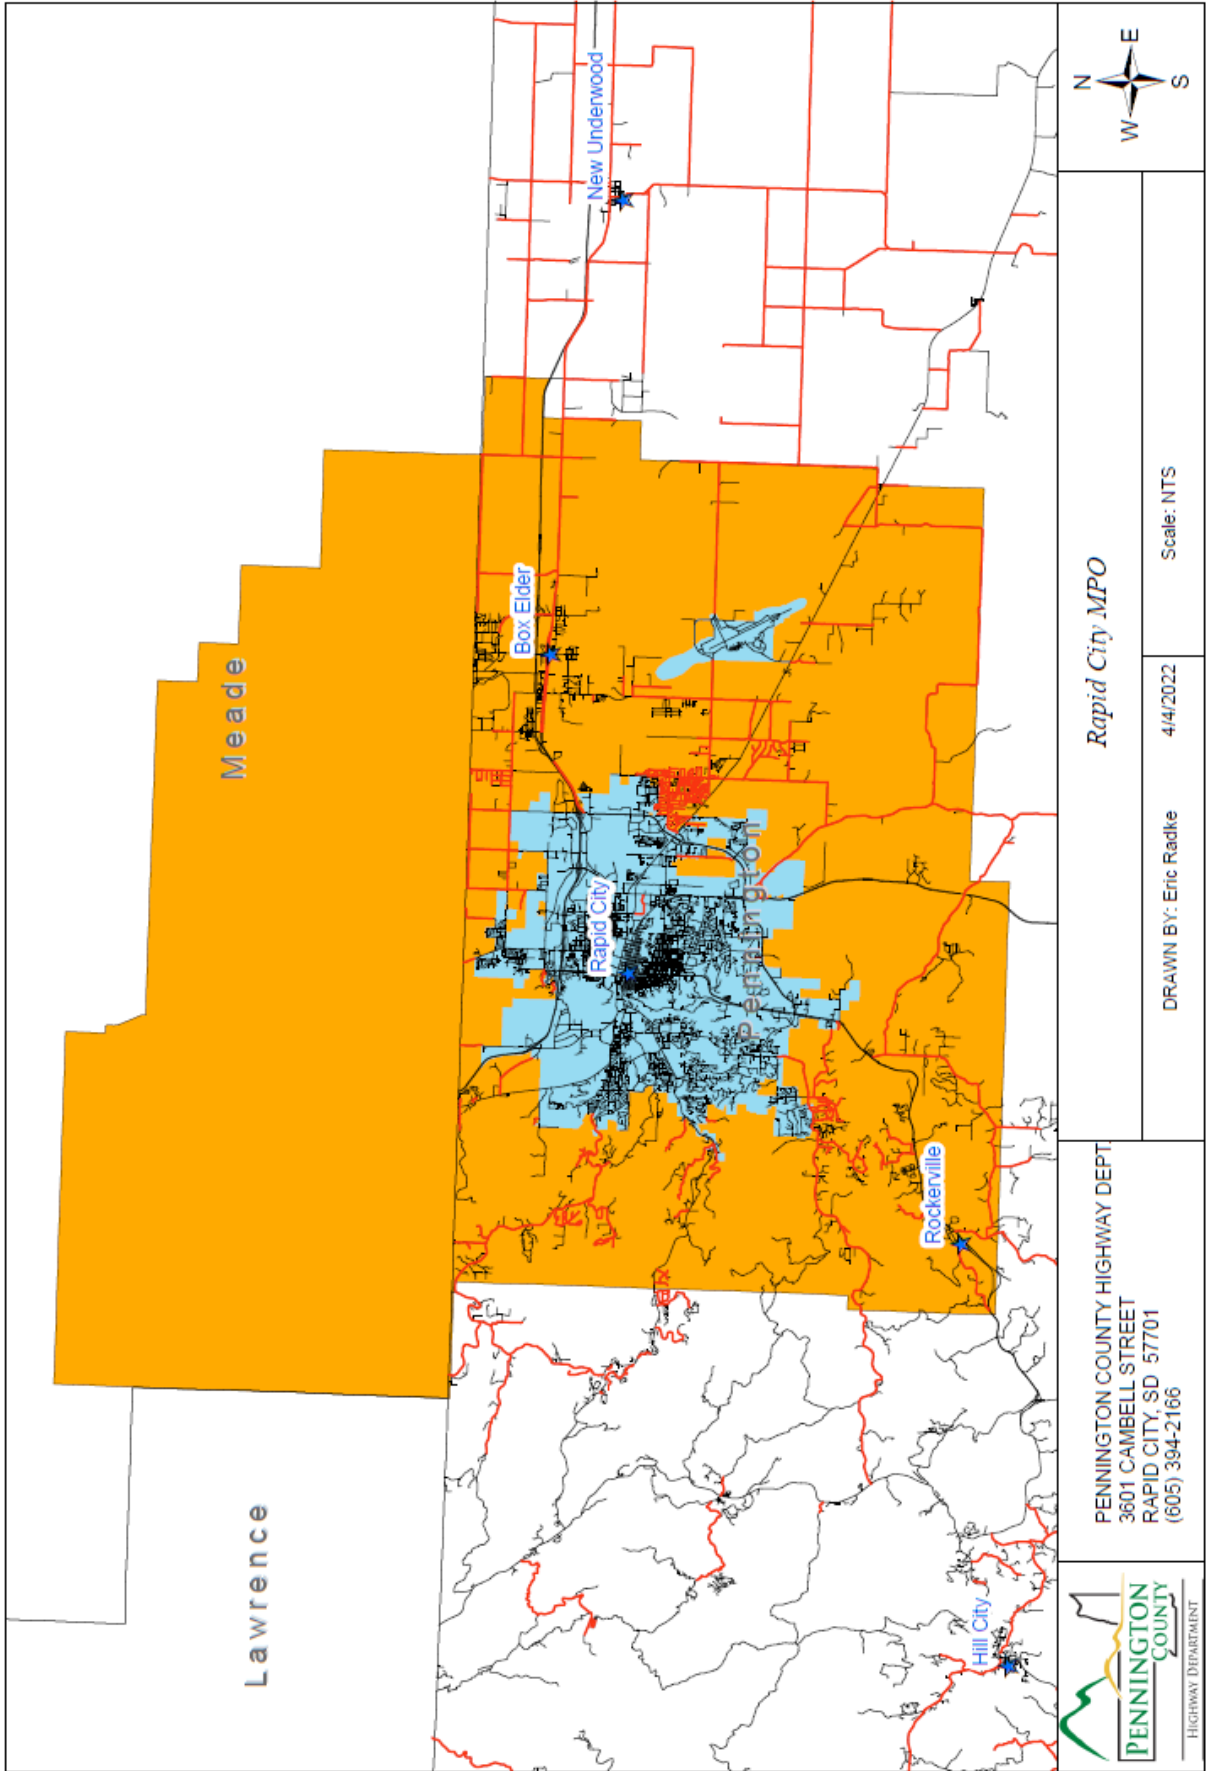 Lawrence
Meade
New Underwood
Box Elder
Rapid City
Pennington
Rockerville
Hill City
PENNINGTON
COUNTY
HIGHWAY DEPARTMENT
PENNINGTON COUNTY HIGHWAY DEPT.
3601 CAMBELL STREET
RAPID CITY, SD 57701
(605) 394-2166
Rapid City MPO
DRAWN BY: Eric Radke
4/4/2022
Scale: NTS
N
W
E
S